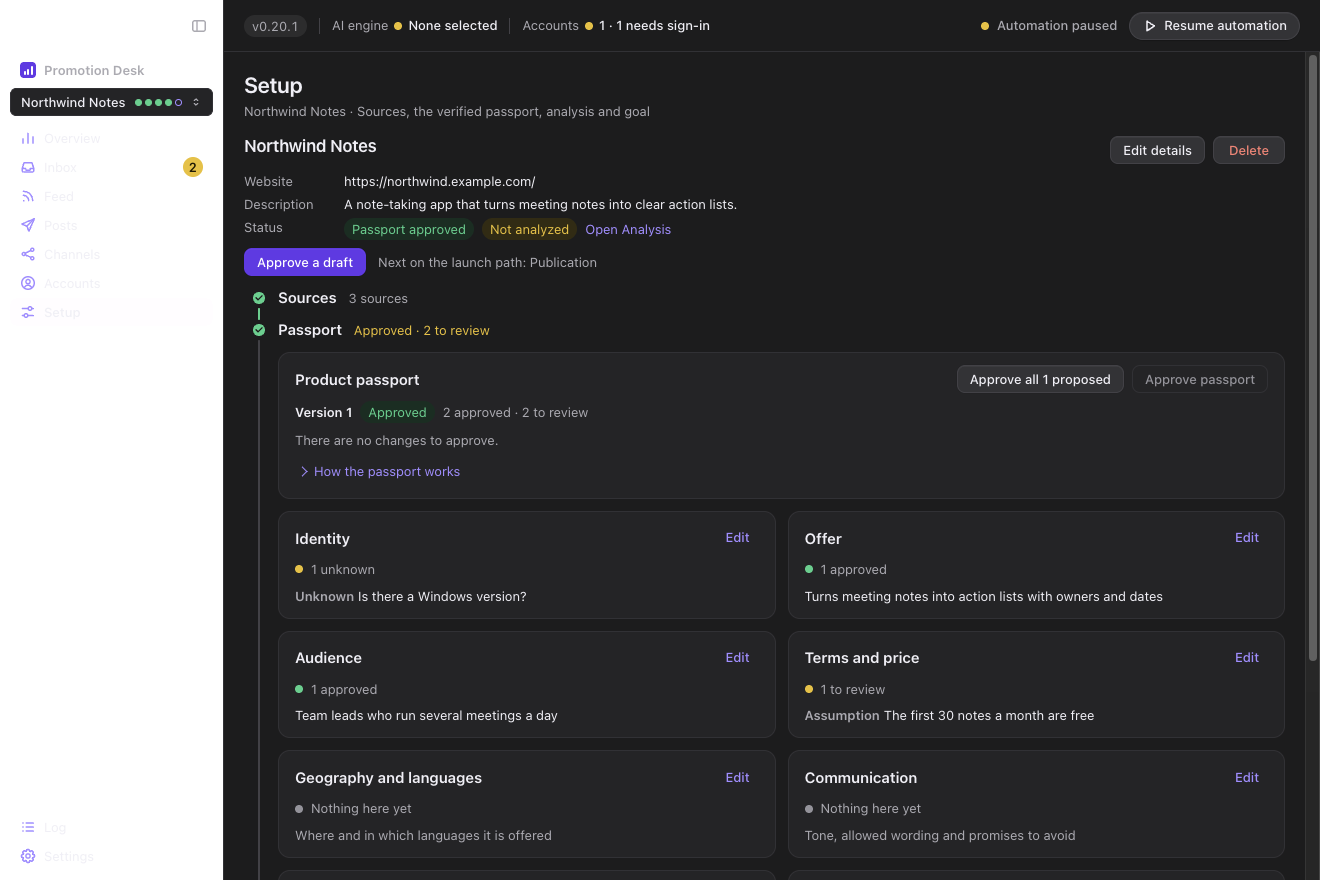 v0.20.1 AI engine None selected Accounts 1 · 1 needs sign-in Automation paused Resume automation
Promotion Desk
Northwind Notes
Overview
Inbox 2
Feed
Posts
Channels
Accounts
Setup
Log
Settings
Setup
Northwind Notes · Sources, the verified passport, analysis and goal
Northwind Notes Edit details Delete
Website https://northwind.example.com/
Description A note-taking app that turns meeting notes into clear action lists.
Status Passport approved Not analyzed Open Analysis
Approve a draft Next on the launch path: Publication
Sources 3 sources
Passport Approved · 2 to review
Product passport Approve all 1 proposed Approve passport
Version 1 Approved 2 approved · 2 to review
There are no changes to approve.
How the passport works
Identity Edit
1 unknown
Unknown Is there a Windows version?
Offer Edit
1 approved
Turns meeting notes into action lists with owners and dates
Audience Edit
1 approved
Team leads who run several meetings a day
Terms and price Edit
1 to review
Assumption The first 30 notes a month are free
Geography and languages Edit
Nothing here yet
Where and in which languages it is offered
Communication Edit
Nothing here yet
Tone, allowed wording and promises to avoid